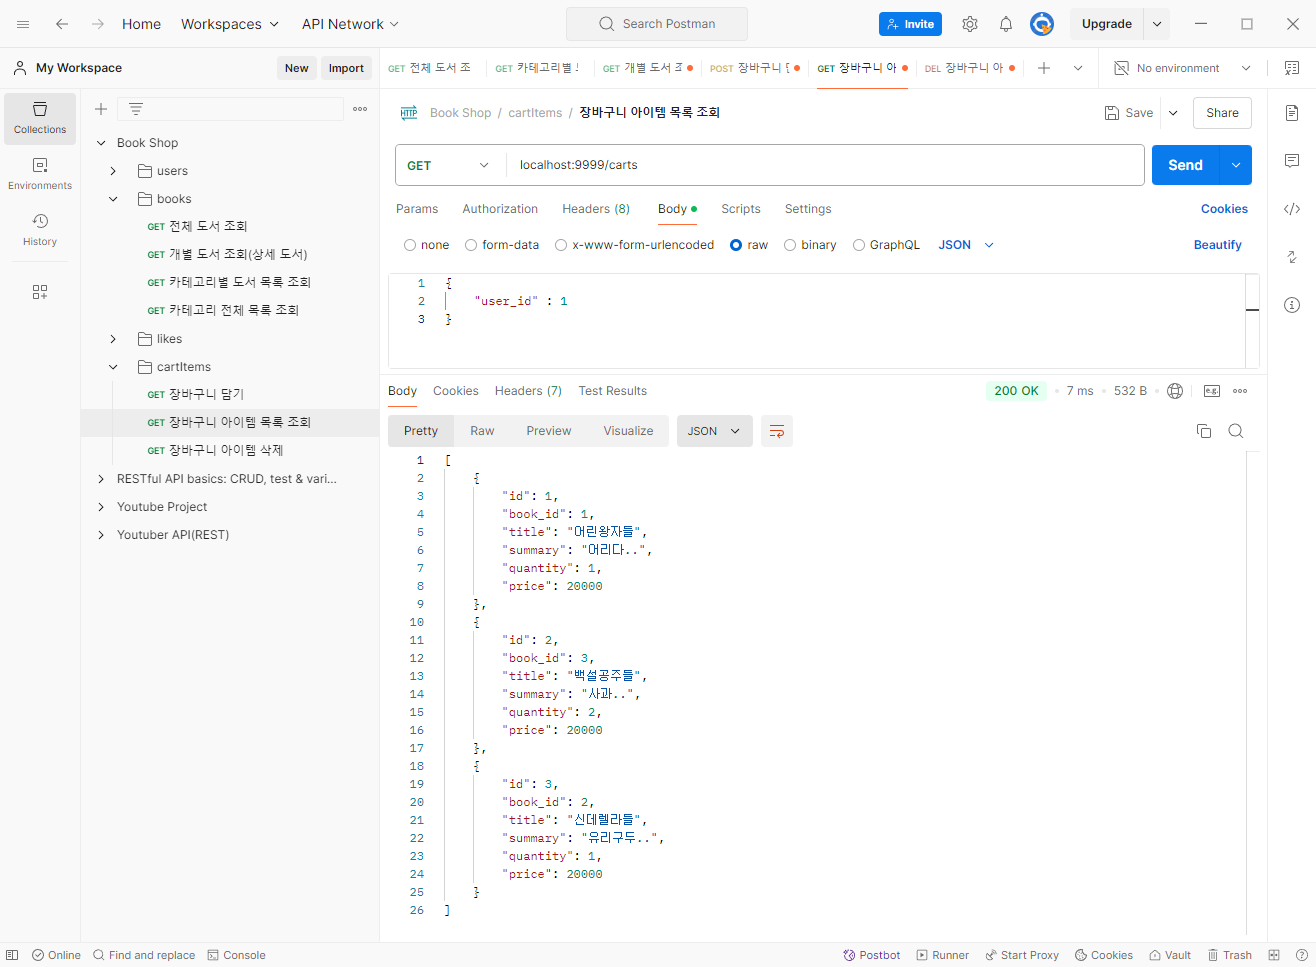 Home Workspaces API Network Search Postman Invite Upgrade
My Workspace New Import GET 전체 도서 조 GET 카테고리별 GET 개별 도서 조 POST 장바구니 GET 장바구니 아 DEL 장바구니 아 No environment
Collections
Environments
History
Book Shop
users
books
GET 전체 도서 조회
GET 개별 도서 조회(상세 도서)
GET 카테고리별 도서 목록 조회
GET 카테고리 전체 목록 조회
likes
cartItems
GET 장바구니 담기
GET 장바구니 아이템 목록 조회
GET 장바구니 아이템 삭제
RESTful API basics: CRUD, test & vari...
Youtube Project
Youtuber API(REST)
HTTP Book Shop / cartItems / 장바구니 아이템 목록 조회 Save Share
GET localhost:9999/carts Send
Params Authorization Headers (8) Body Scripts Settings Cookies
none form-data x-www-form-urlencoded raw binary GraphQL JSON Beautify
1 {
2 "user_id" : 1
3 }
Body Cookies Headers (7) Test Results 200 OK 7 ms 532 B e.g.
Pretty Raw Preview Visualize JSON
1 [
2 {
3 "id": 1,
4 "book_id": 1,
5 "title": "어린왕자들",
6 "summary": "어리다..",
7 "quantity": 1,
8 "price": 20000
9 },
10 {
11 "id": 2,
12 "book_id": 3,
13 "title": "백설공주들",
14 "summary": "사과..",
15 "quantity": 2,
16 "price": 20000
17 },
18 {
19 "id": 3,
20 "book_id": 2,
21 "title": "신데렐라들",
22 "summary": "유리구두..",
23 "quantity": 1,
24 "price": 20000
25 }
26 ]
Online Find and replace Console Postbot Runner Start Proxy Cookies Vault Trash